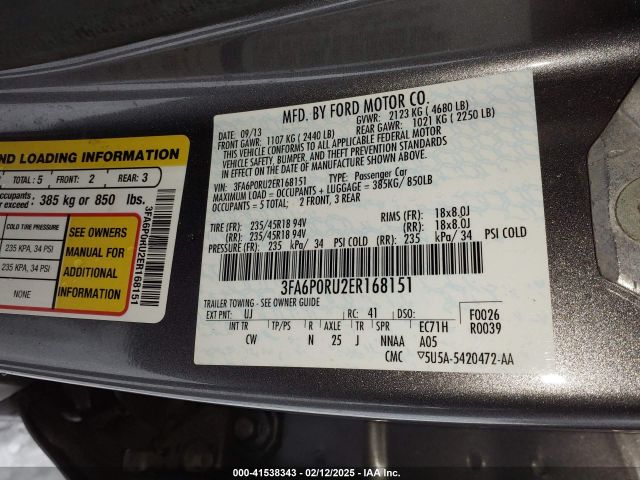 ND LOADING INFORMATION
TOTAL: 5 FRONT: 2 REAR: 3
occupants 385 kg or 850 lbs.
exceed
COLD TIRE PRESSURE
235 KPA, 34 PSI
235 KPA, 34 PSI
NONE
SEE OWNERS
MANUAL FOR
ADDITIONAL
INFORMATION
3FA6P0RU2ER168151
MFD. BY FORD MOTOR CO.
09/13 GVWR: 2123 KG ( 4680 LB)
FRONT GAWR: 1107 KG ( 2440 LB) REAR GAWR: 1021 KG ( 2250 LB)
THIS VEHICLE CONFORMS TO ALL APPLICABLE FEDERAL MOTOR
VEHICLE SAFETY, BUMPER, AND THEFT PREVENTION STANDARDS
IN EFFECT ON THE DATE OF MANUFACTURE SHOWN ABOVE.
VIN: 3FA6P0RU2ER168151 TYPE: Passenger Car
MAXIMUM = OCCUPANTS + LUGGAGE = 385KG/ 850LB
OCCUPANTS = 5 TOTAL; 2 FRONT, 3 REAR
TIRE (FR): 235/45R18 94V RIMS (FR): 18x8.0J
(RR): 235/45R18 94V (RR): 18x8.0J
PRESSURE (FR): 235 kPa/ 34 PSI COLD (RR): 235 kPa/ 34 PSI COLD
3FA6P0RU2ER168151
TRAILER TOWING - SEE OWNER GUIDE
EXT PNT: UJ RC: 41 DSO: F0026
INT TR TP/PS R AXLE TR SPR EC71H R0039
CW N 25 J NNAA A05
CMC ▽5U5A-5420472-AA
000-41538343 - 02/12/2025 - IAA Inc.